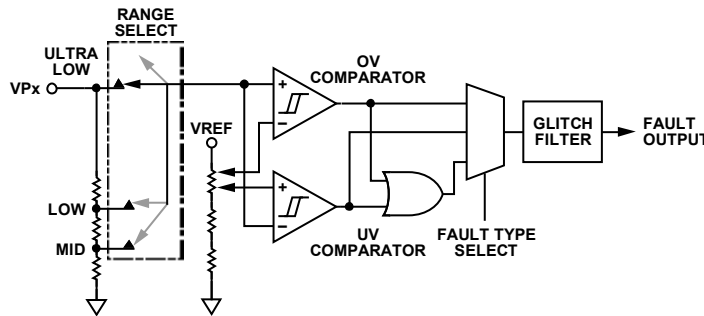 RANGE
SELECT
ULTRA
LOW
VPx
LOW
MID
VREF
OV
COMPARATOR
+
–
+
–
UV
COMPARATOR
FAULT TYPE
SELECT
GLITCH
FILTER
FAULT
OUTPUT